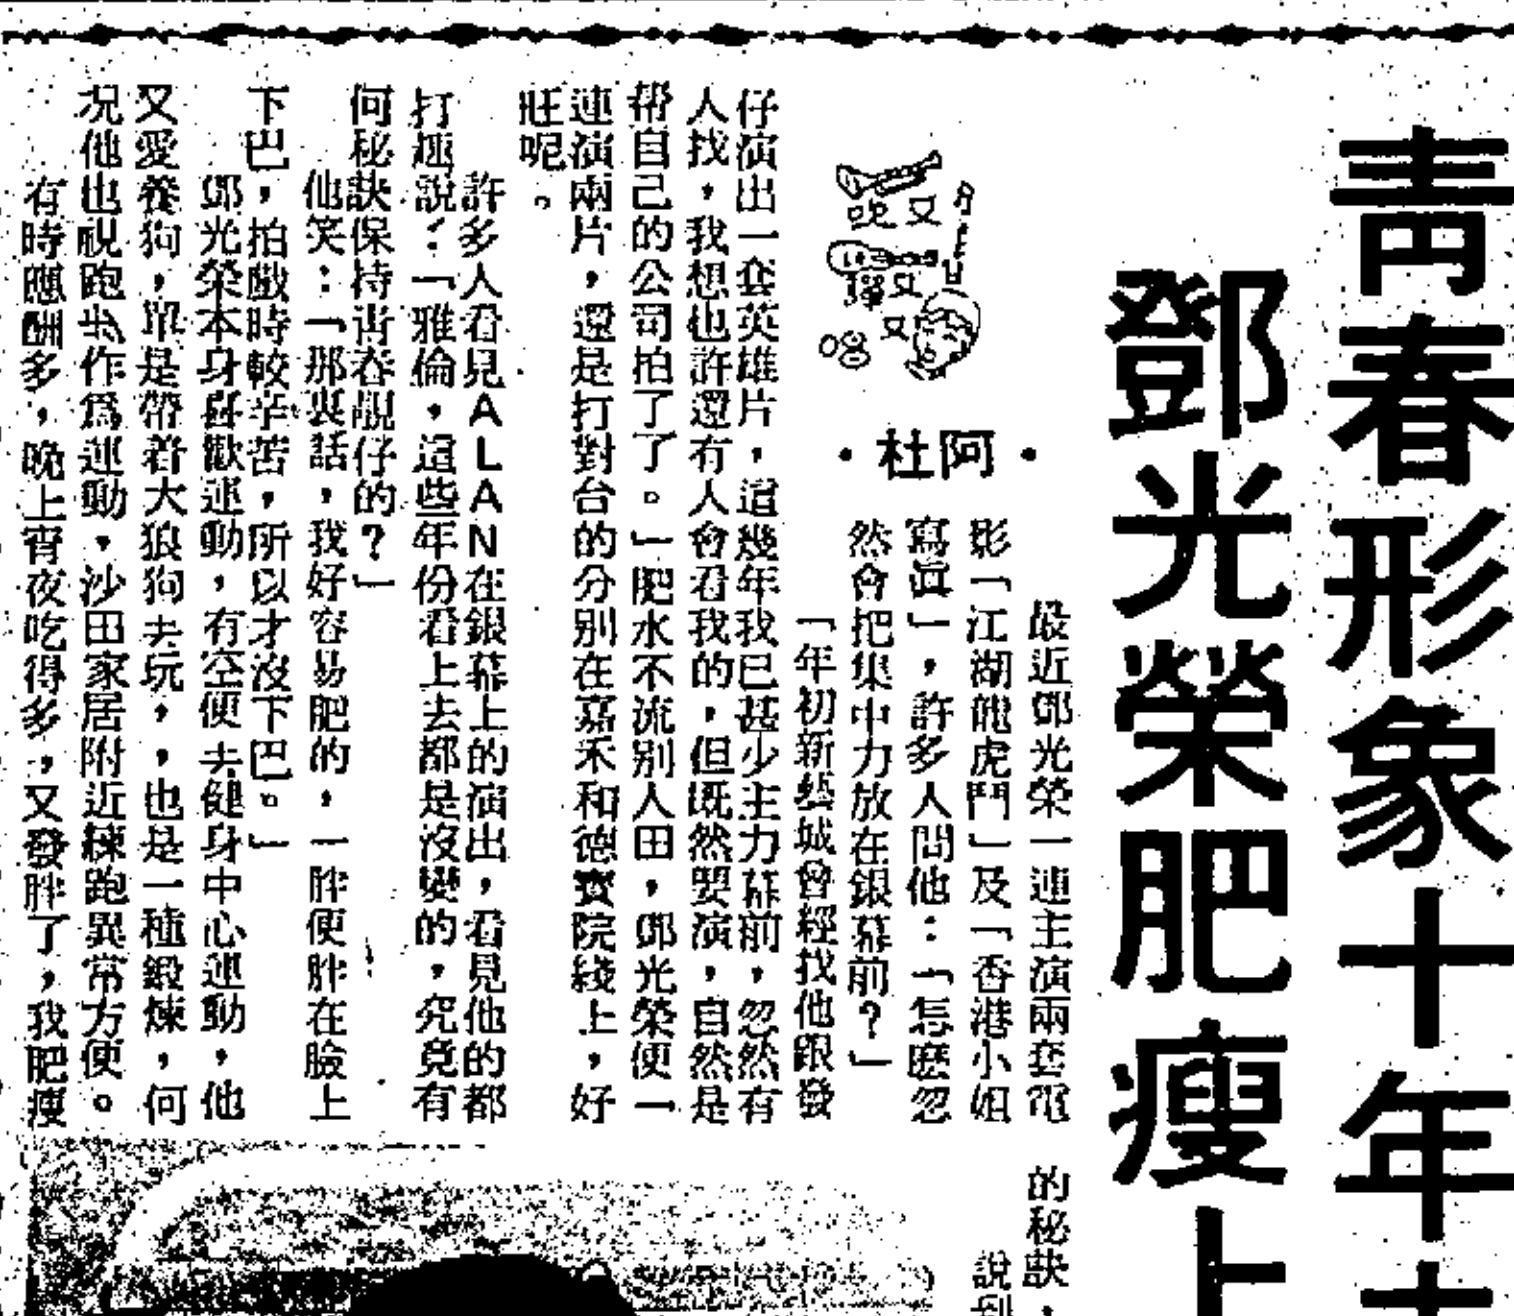 青春形象十年
鄧光榮肥瘦上
吹又
彈又
唱又
·阿杜·
最近鄧光榮一連主演兩套電
影「江湖龍虎鬥」及「香港小姐
寫眞」，許多人問他：「怎麽忽
然會把集中力放在銀幕前？」
「年初新藝城曾經找他跟發
仔演出一套英雄片，這幾年我已甚少主力幕前，忽然有
人找，我想也許還有人會看我的，但既然要演，自然是
帮自己的公司拍了了。」肥水不流別人田，鄧光榮便一
連演兩片，還是打對台的分别在嘉禾和德寶院綫上，好
旺呢。
許多人看見ALAN在銀幕上的演出，看見他的都
打趣說：「雅倫，這些年份看上去都是沒變的，究竟有
何秘訣保持青春靚仔的？」
他笑：「那裏話，我好容易肥的，一胖便胖在臉上
下巴，拍戲時較辛苦，所以才沒下巴。」
鄧光榮本身喜歡運動，有空便去健身中心運動，他
又愛養狗，單是帶着大狼狗去玩，，也是一種鍛煉，何
況他也視跑步作爲運動，沙田家居附近練跑異常方便。
有時應酬多，晚上宵夜吃得多，又發胖了，我肥瘦
的秘訣，
說到